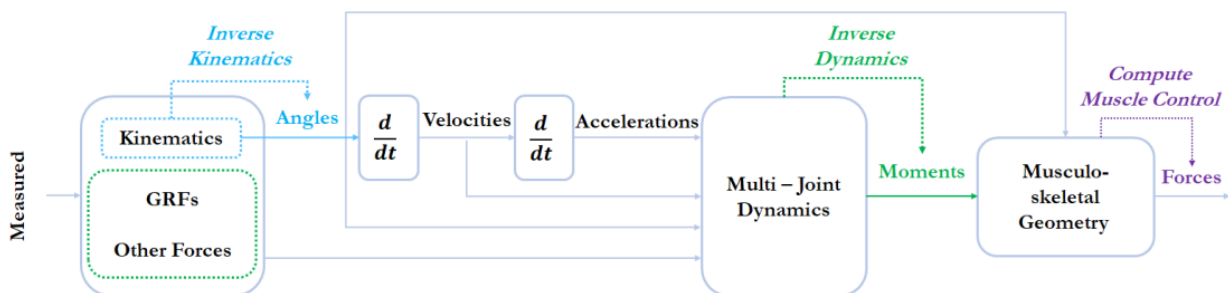 Inverse
Kinematics
Inverse
Dynamics
Compute
Muscle Control
Measured
Kinematics
GRFs
Other Forces
Angles
d
dt
Velocities
d
dt
Accelerations
Multi – Joint
Dynamics
Moments
Musculo-
skeletal
Geometry
Forces